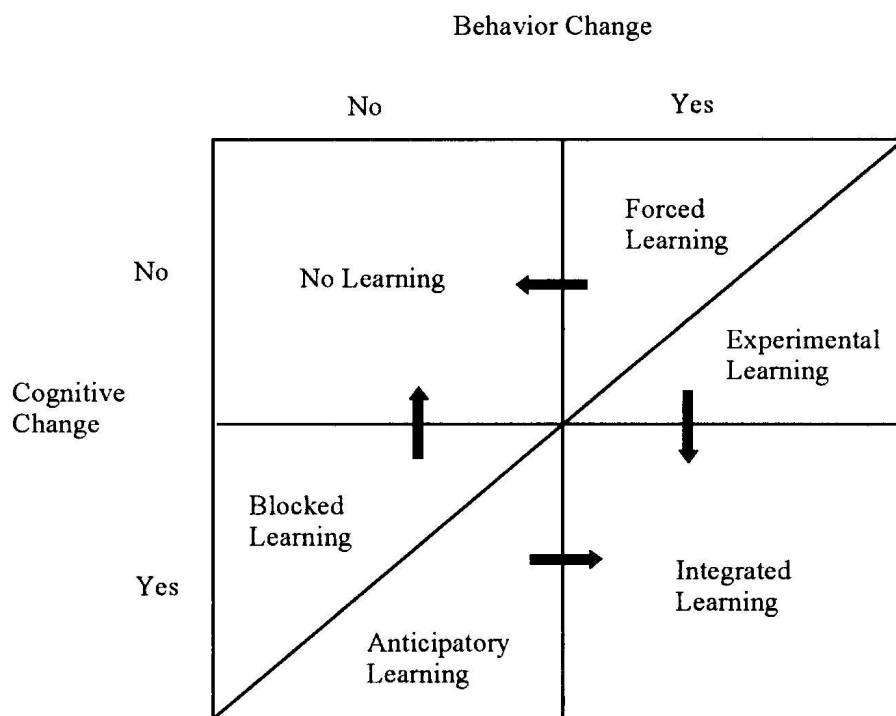 Behavior Change
No
Yes
Forced
Learning
No
No Learning
Experimental
Learning
Cognitive
Change
Blocked
Learning
Yes
Integrated
Learning
Anticipatory
Learning